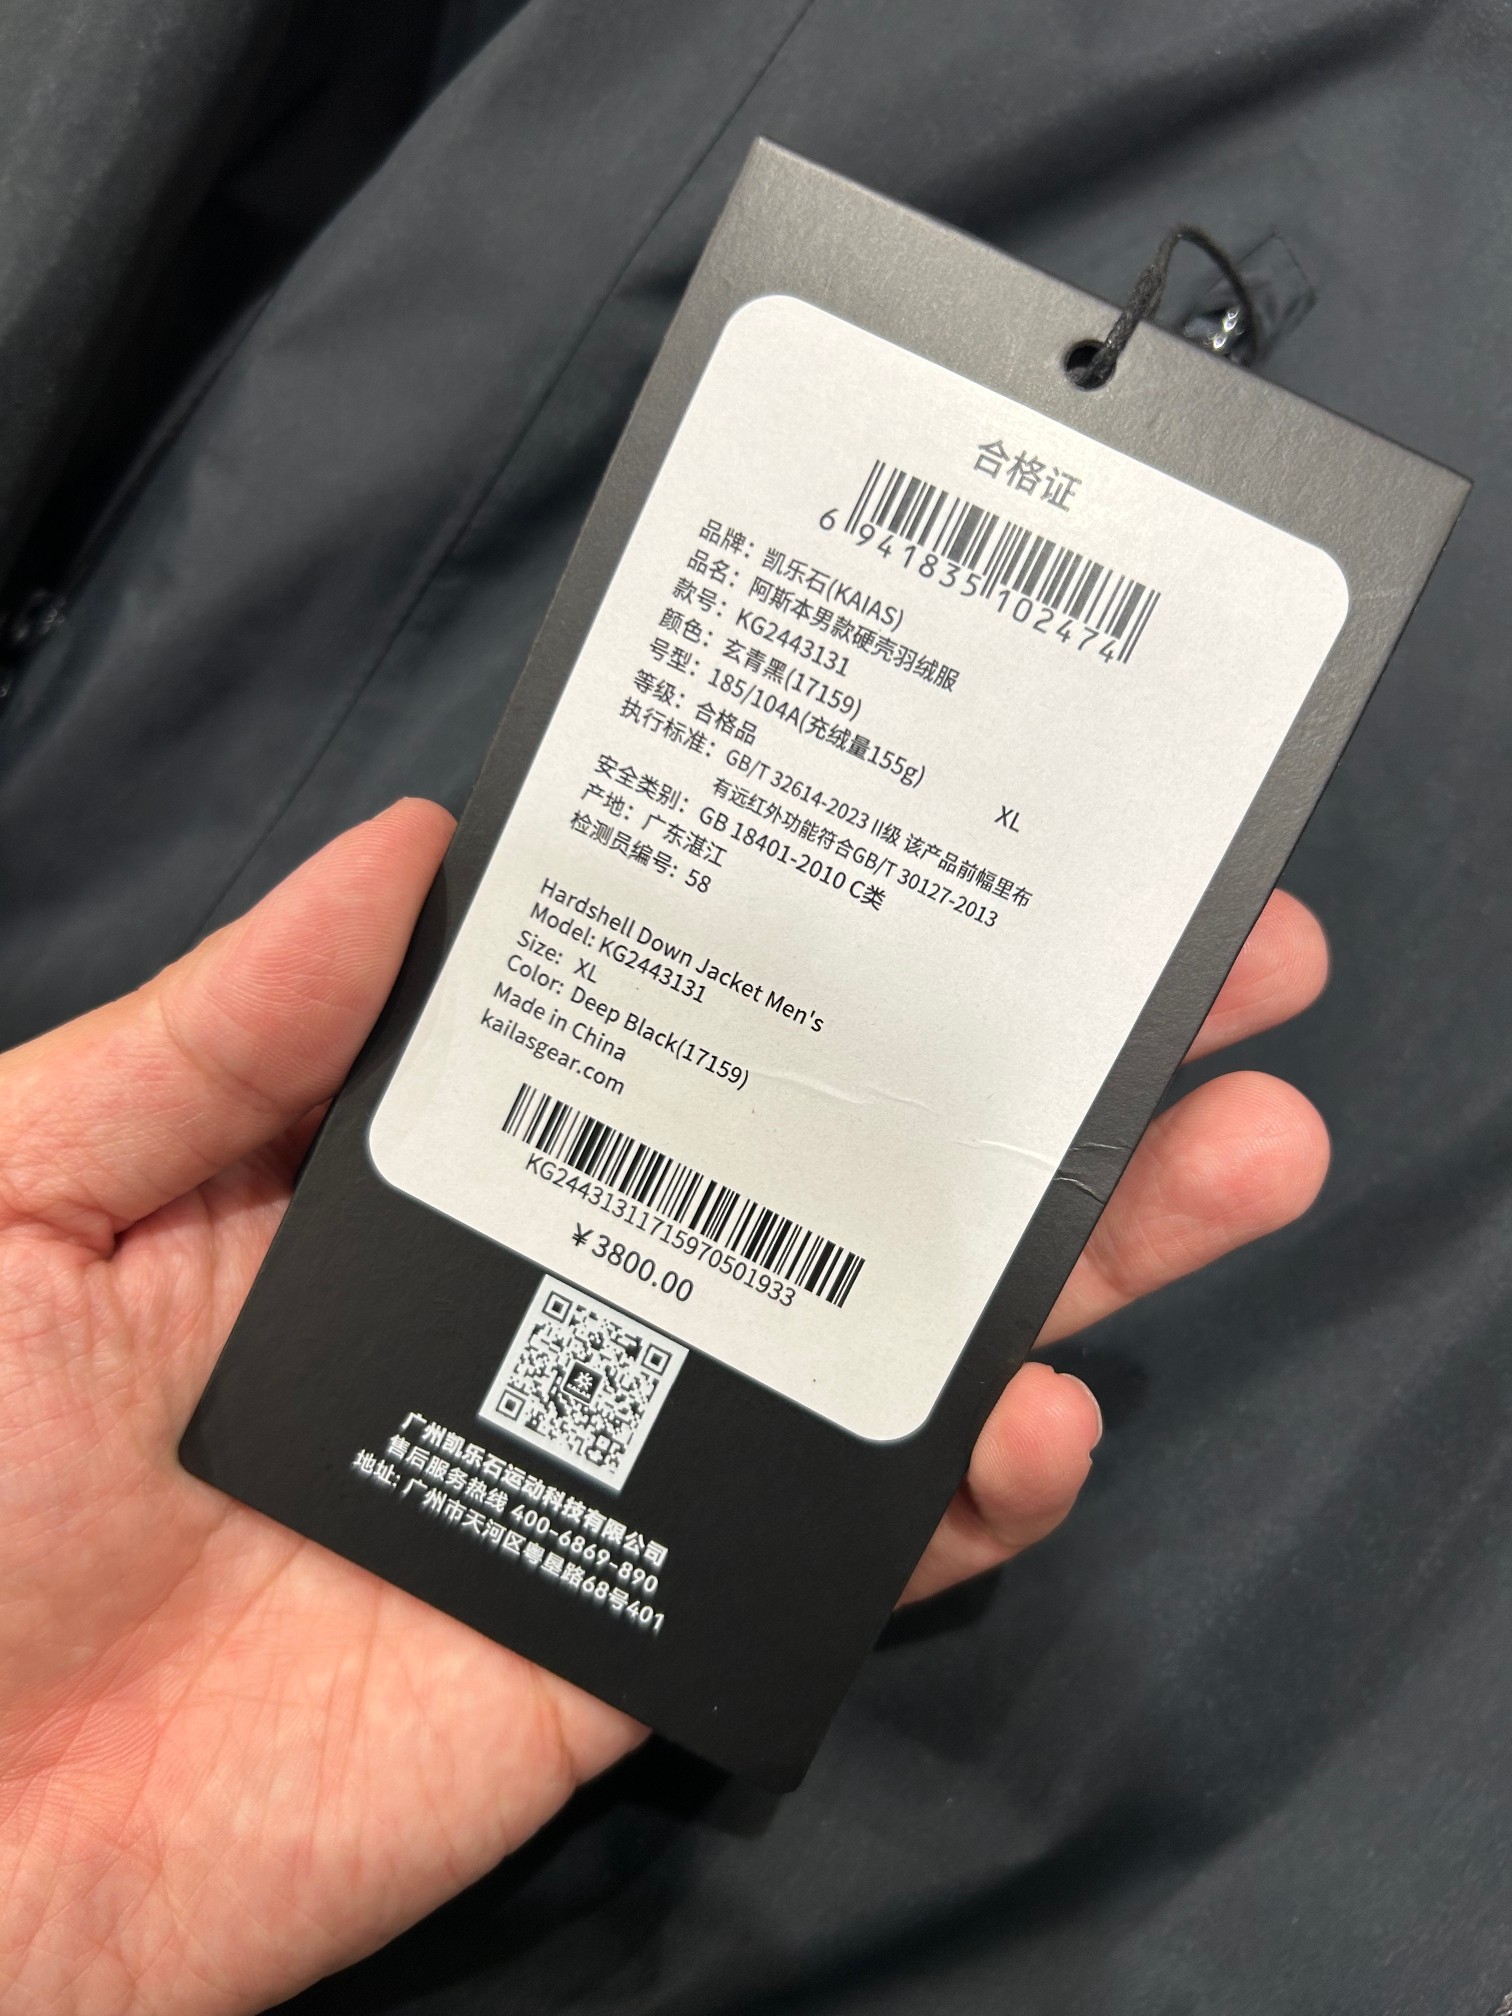 合格证
6 941835 102474
品牌：凯乐石(KAIAS)
品名：阿斯本男款硬壳羽绒服
款号：KG2443131
颜色：玄青黑(17159)
号型：185/104A(充绒量155g) XL
等级：合格品
执行标准：GB/T 32614-2023 II级 该产品前幅里布
有远红外功能符合GB/T 30127-2013
安全类别：GB 18401-2010 C类
产地：广东湛江
检测员编号：58
Hardshell Down Jacket Men's
Model: KG2443131
Size: XL
Color: Deep Black(17159)
Made in China
kailasgear.com
KG24431311715970501933
¥3800.00
广州凯乐石运动科技有限公司
售后服务热线 400-6869-890
地址: 广州市天河区粤垦路68号401